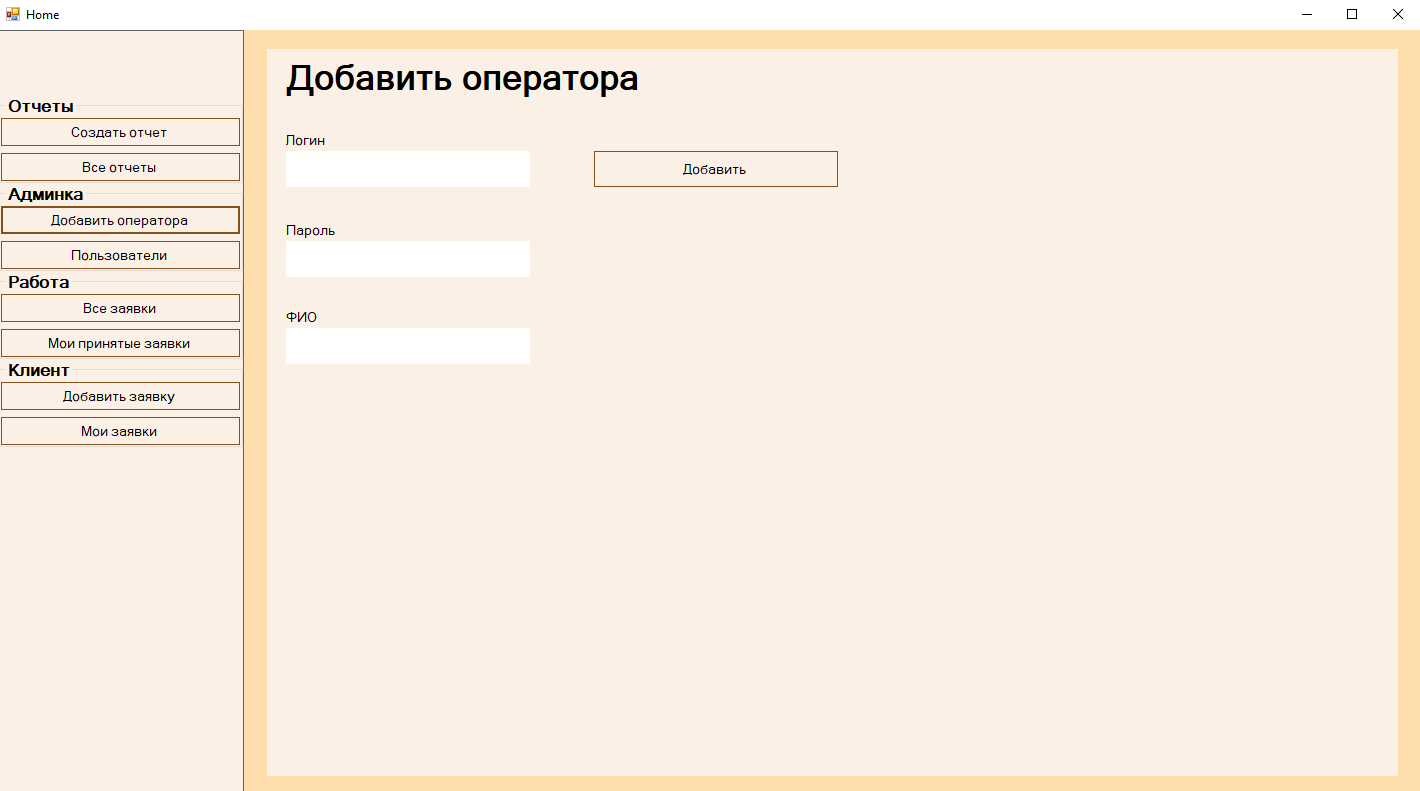 Home
Отчеты
Создать отчет
Все отчеты
Админка
Добавить оператора
Пользователи
Работа
Все заявки
Мои принятые заявки
Клиент
Добавить заявку
Мои заявки
Добавить оператора
Логин
Добавить
Пароль
ФИО